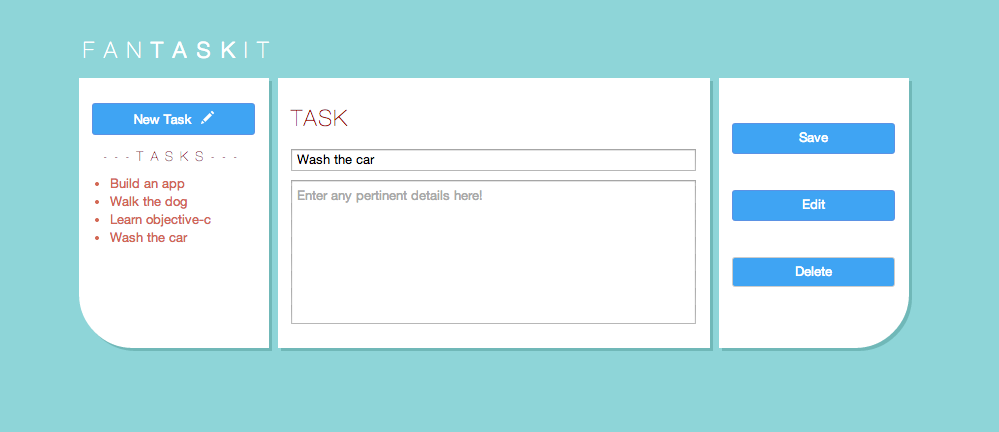 FANTASKIT
New Task
- - - T A S K S - - -
Build an app
Walk the dog
Learn objective-c
Wash the car
TASK
Wash the car
Enter any pertinent details here!
Save
Edit
Delete